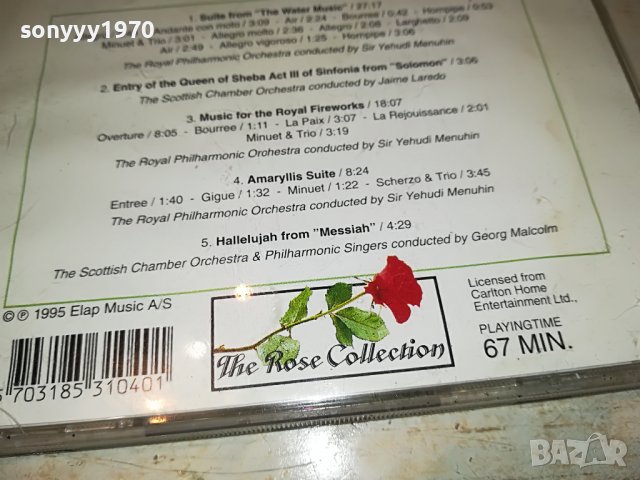 sonyyy1970
1. Suite from "The Water Music" / 27:17
Andante con moto / 3:09 - Air / 2:24 - Bourree / 0:42 - Hornpipe / 0:53
Minuet & Trio / 3:01 - Allegro molto / 2:36 - Allegro / 2:08 - Larghetto /
Air / 2:49 - Allegro vigoroso / 1:25 - Hornpipe / 3:06
The Royal Philharmonic Orchestra conducted by Sir Yehudi Menuhin
2. Entry of the Queen of Sheba Act III of Sinfonia from "Solomon" / 3:06
The Scottish Chamber Orchestra conducted by Jaime Laredo
3. Music for the Royal Fireworks / 18:07
Overture / 8:05 - Bourree / 1:11 - La Paix / 3:07 - La Rejouissance / 2:01
Minuet & Trio / 3:19
The Royal Philharmonic Orchestra conducted by Sir Yehudi Menuhin
4. Amaryllis Suite / 8:24
Entree / 1:40 - Gigue / 1:32 - Minuet / 1:22 - Scherzo & Trio / 3:45
The Royal Philharmonic Orchestra conducted by Sir Yehudi Menuhin
5. Hallelujah from "Messiah" / 4:29
The Scottish Chamber Orchestra & Philharmonic Singers conducted by Georg Malcolm
© ℗ 1995 Elap Music A/S
Licensed from
Carlton Home
Entertainment Ltd.,
PLAYINGTIME
67 MIN.
The Rose Collection
5 703185 310401
BAZAR
bg